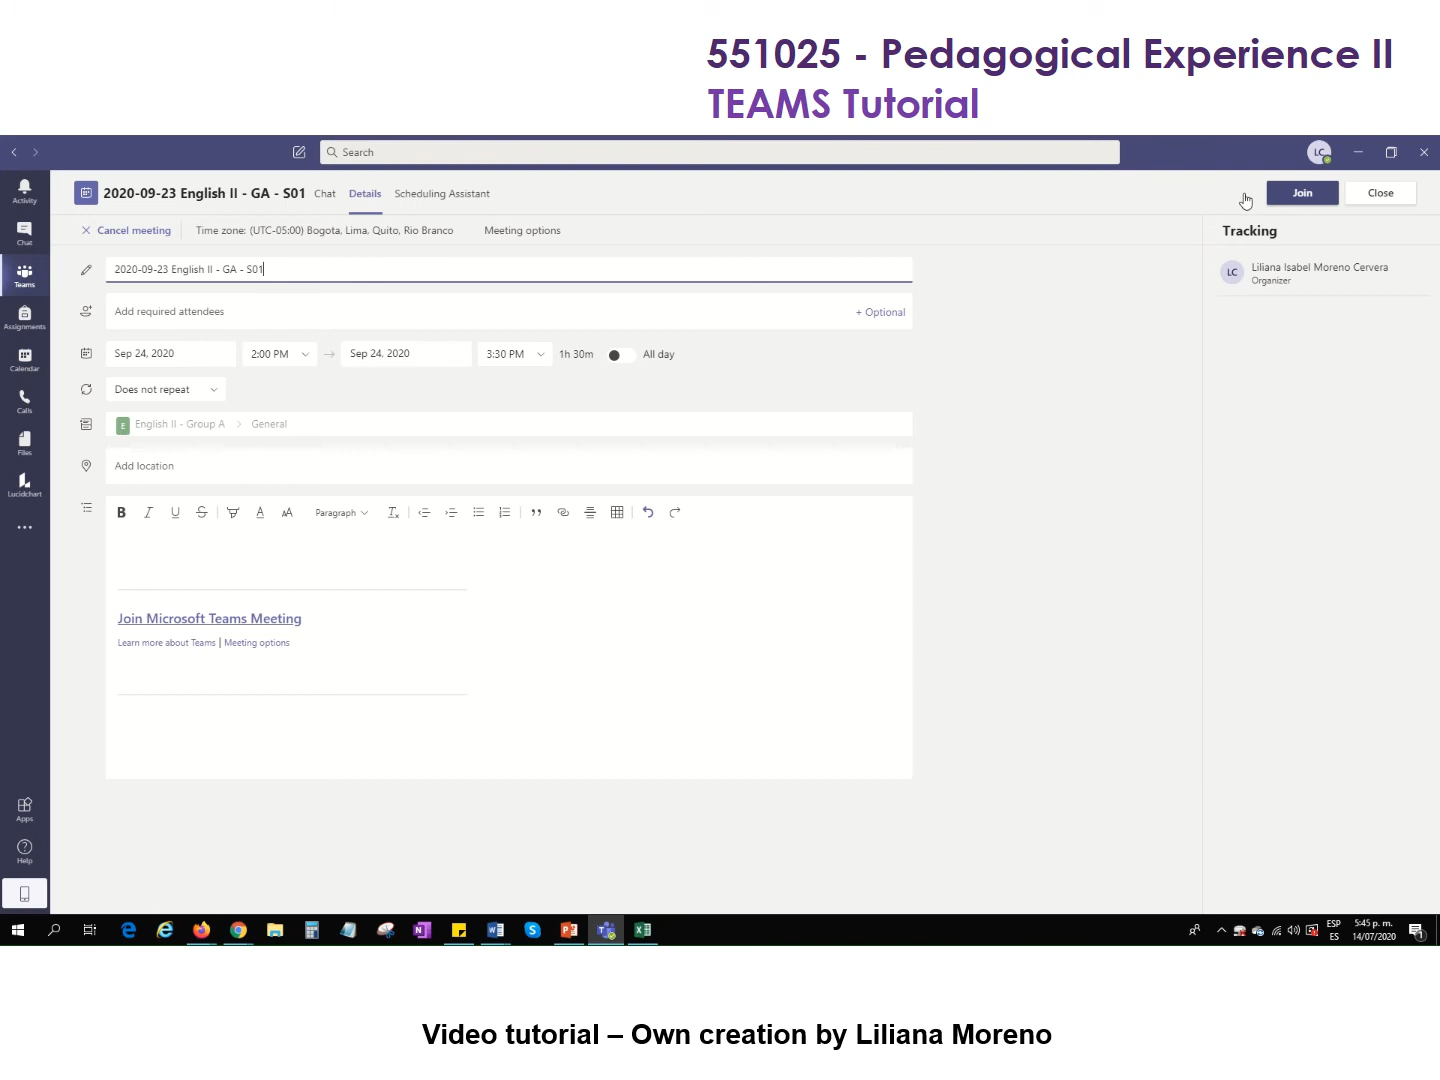 551025 - Pedagogical Experience II
TEAMS Tutorial
Search
LC
Activity
Chat
Teams
Assignments
Calendar
Calls
Files
Lucidchart
Apps
Help
2020-09-23 English II - GA - S01 Chat Details Scheduling Assistant
Join Close
Cancel meeting Time zone: (UTC-05:00) Bogota, Lima, Quito, Rio Branco Meeting options
Tracking
2020-09-23 English II - GA - S01
LC Liliana Isabel Moreno Cervera
Organizer
Add required attendees + Optional
Sep 24, 2020 2:00 PM Sep 24, 2020 3:30 PM 1h 30m All day
Does not repeat
E English II - Group A > General
Add location
B I U S A AA Paragraph Tx
Join Microsoft Teams Meeting
Learn more about Teams | Meeting options
ESP
ES
5:45 p. m.
14/07/2020
1
Video tutorial – Own creation by Liliana Moreno